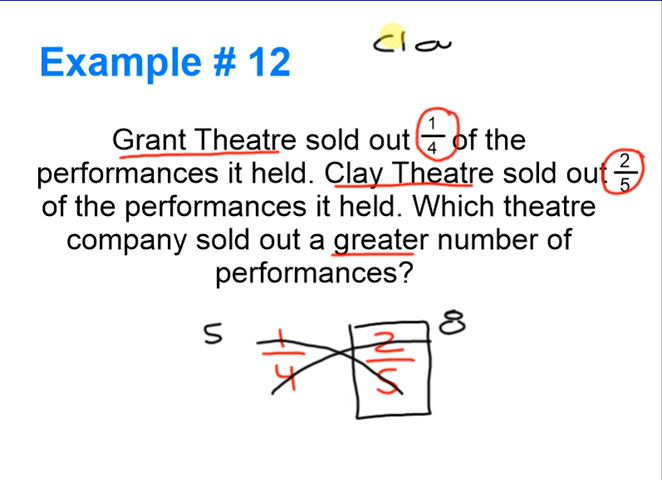 Cla
Example # 12
Grant Theatre sold out 1/4 of the
performances it held. Clay Theatre sold out 2/5
of the performances it held. Which theatre
company sold out a greater number of
performances?
5 1/4 2/5 8